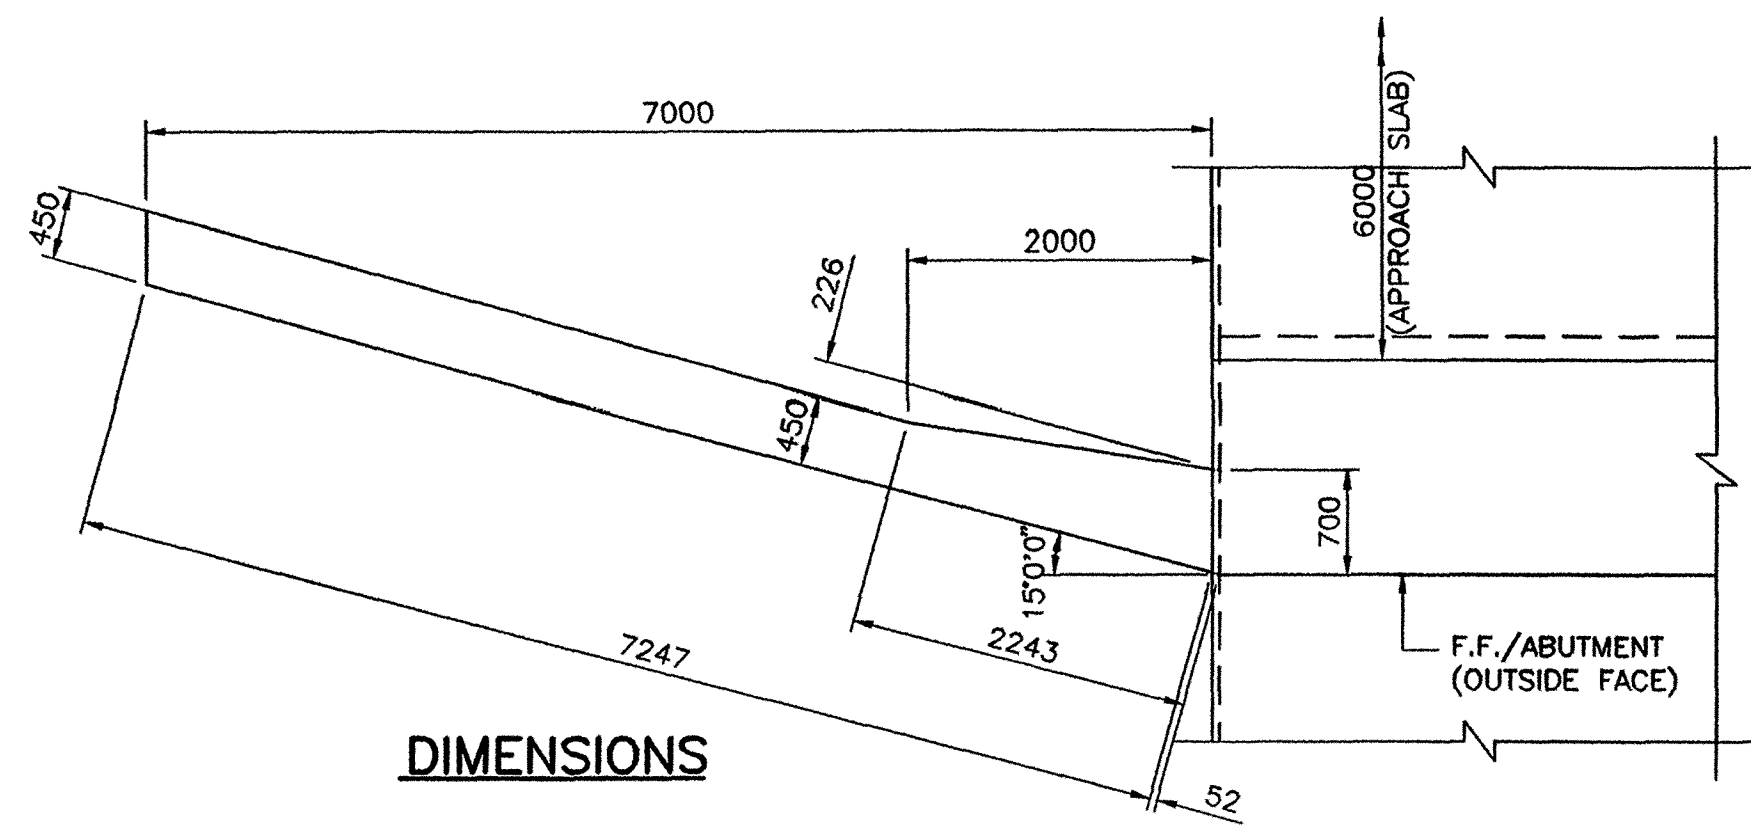 7000
450
2000
226
6000
(APPROACH SLAB)
450
700
15°0'0"
2243
7247
F.F./ABUTMENT
(OUTSIDE FACE)
DIMENSIONS
52